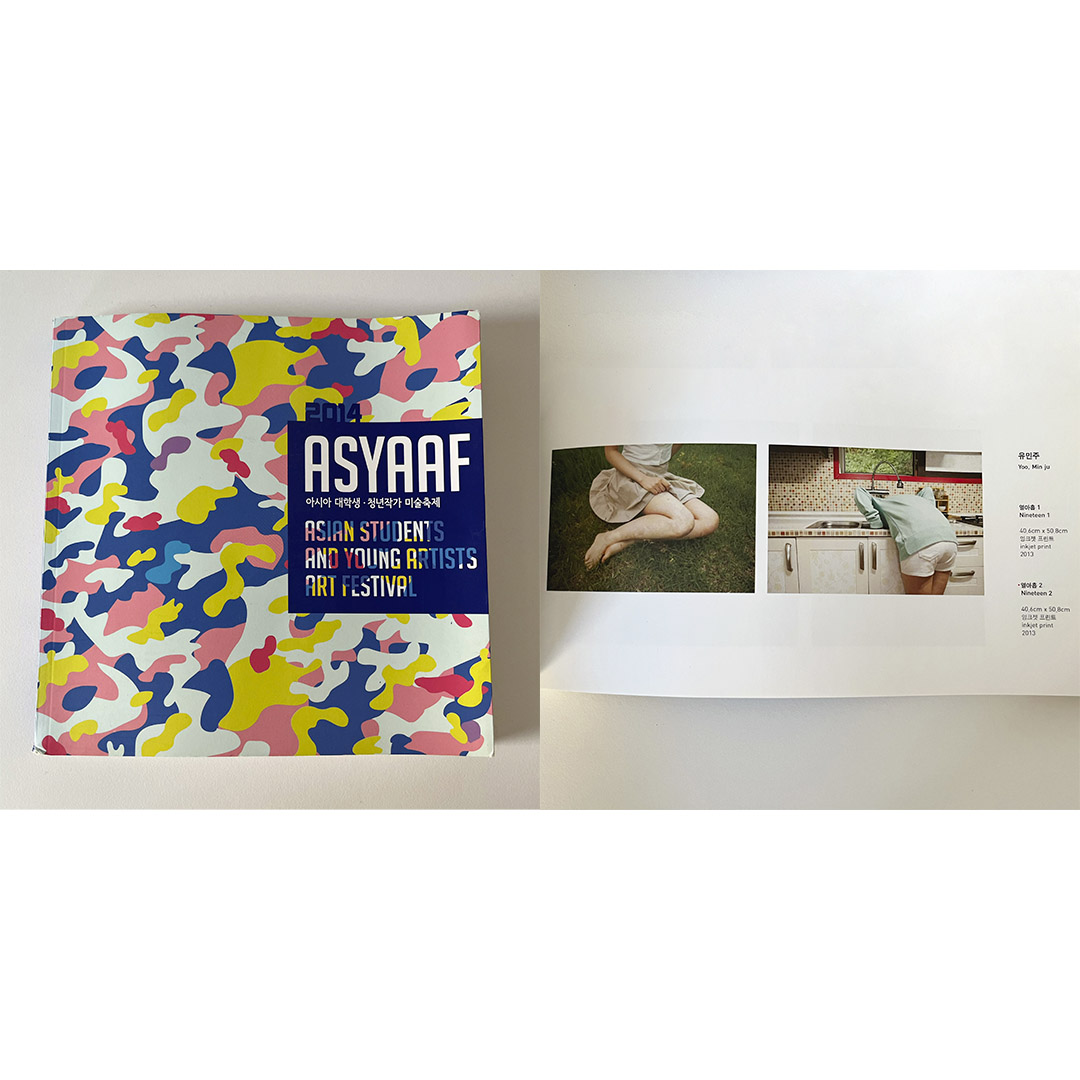 2014
ASYAAF
아시아 대학생 · 청년작가 미술축제
ASIAN STUDENTS
AND YOUNG ARTISTS
ART FESTIVAL
유민주
Yoo, Min ju
열아홉 1
Nineteen 1
40.6cm x 50.8cm
잉크젯 프린트
inkjet print
2013
•열아홉 2
Nineteen 2
40.6cm x 50.8cm
잉크젯 프린트
inkjet print
2013